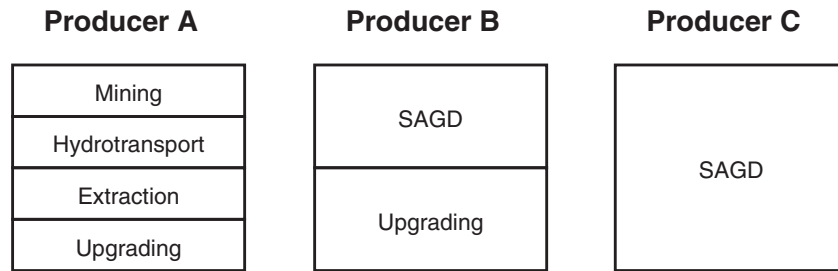 Producer A
Producer B
Producer C
Mining
Hydrotransport
Extraction
Upgrading
SAGD
Upgrading
SAGD